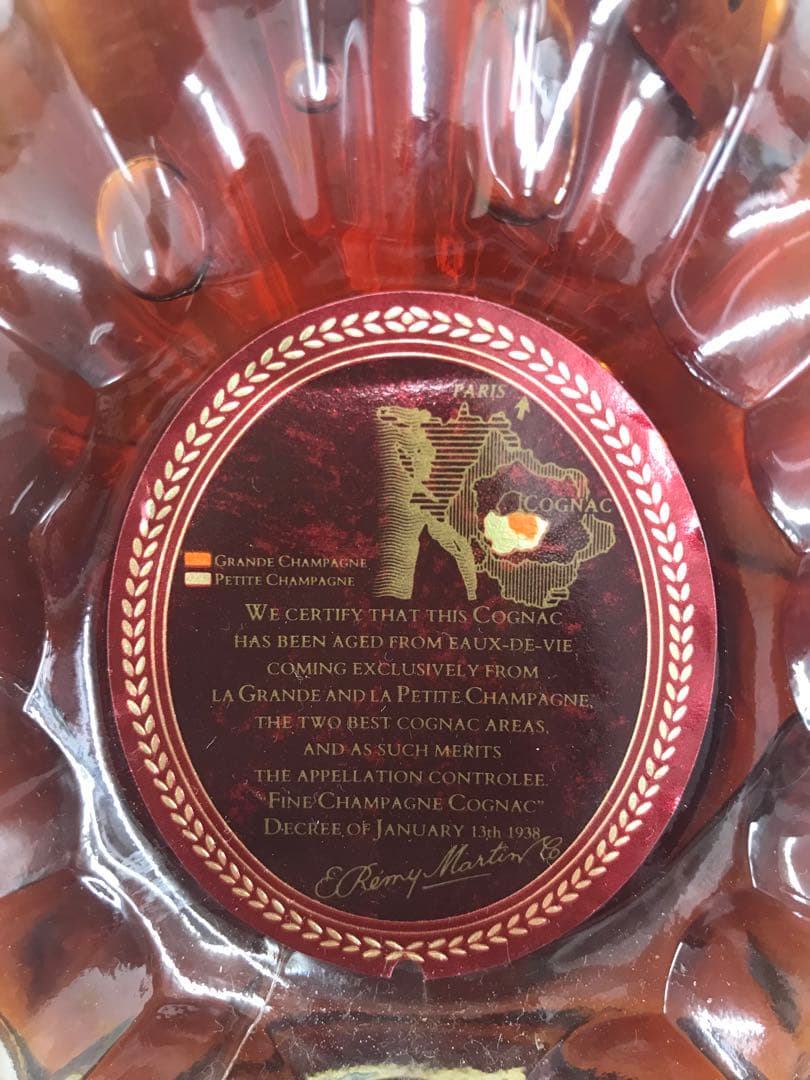 PARIS
COGNAC
GRANDE CHAMPAGNE
PETITE CHAMPAGNE
WE CERTIFY THAT THIS COGNAC
HAS BEEN AGED FROM EAUX-DE-VIE
COMING EXCLUSIVELY FROM
LA GRANDE AND LA PETITE CHAMPAGNE,
THE TWO BEST COGNAC AREAS,
AND AS SUCH MERITS
THE APPELLATION CONTROLEE
"FINE CHAMPAGNE COGNAC"
DECREE OF JANUARY 13th 1938
E. Rémy Martin & C